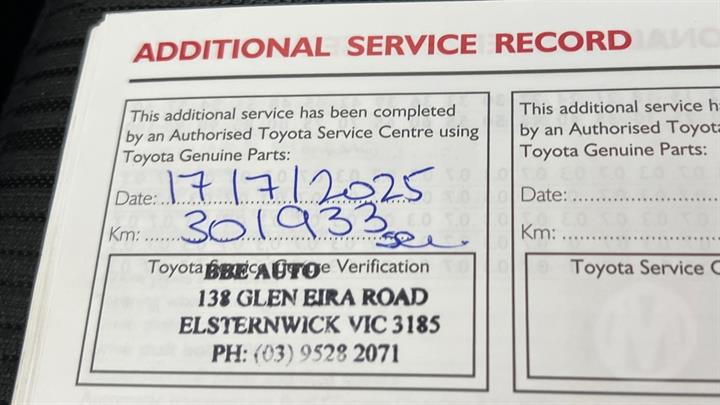 ADDITIONAL SERVICE RECORD
This additional service has been completed
by an Authorised Toyota Service Centre using
Toyota Genuine Parts:
Date: 17/7/2025
Km: 301933
Toyota Service Centre Verification
BBE AUTO
138 GLEN EIRA ROAD
ELSTERNWICK VIC 3185
PH: (03) 9528 2071
This additional service h
by an Authorised Toyota
Toyota Genuine Parts:
Date:
Km:
Toyota Service C